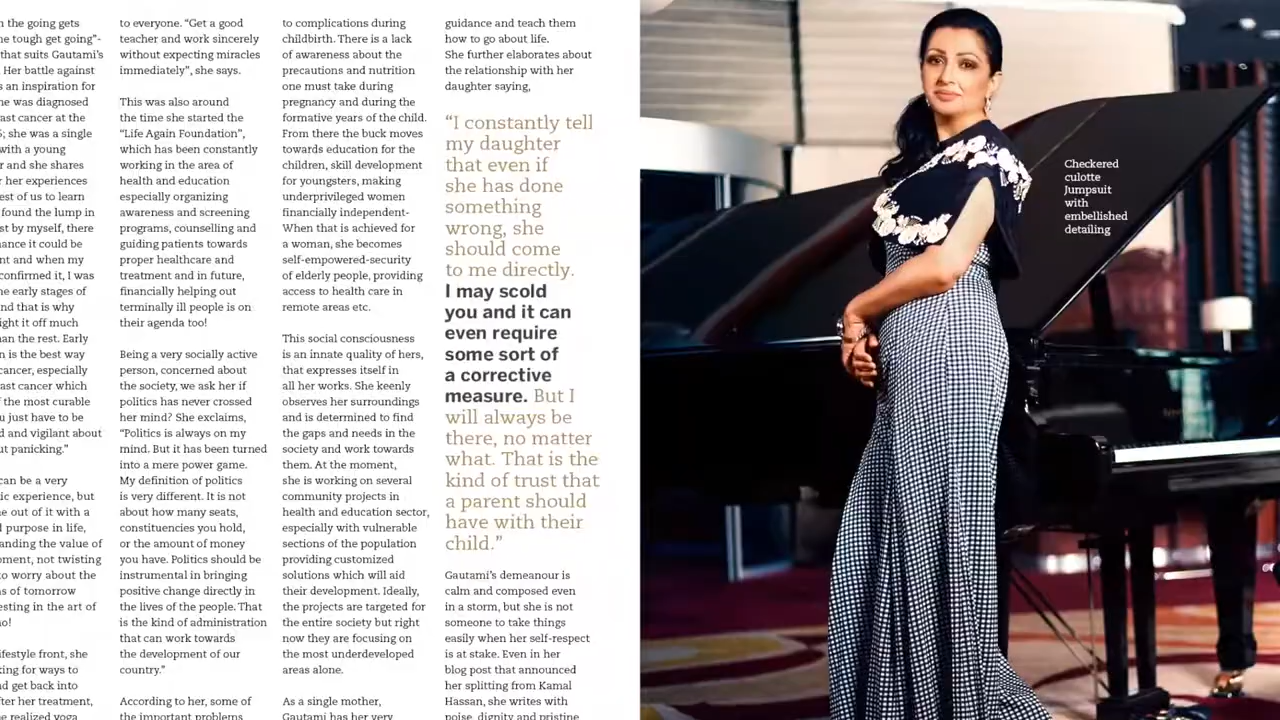 n the going gets
ne tough get going”-
that suits Gautami’s
Her battle against
s an inspiration for
ne was diagnosed
ast cancer at the
5; she was a single
with a young
r and she shares
r her experiences
est of us to learn
found the lump in
st by myself, there
hance it could be
nt and when my
confirmed it, I was
ne early stages of
nd that is why
ight it off much
han the rest. Early
n is the best way
cancer, especially
ast cancer which
f the most curable
u just have to be
d and vigilant about
ut panicking.”
can be a very
ic experience, but
e out of it with a
d purpose in life,
anding the value of
oment, not twisting
to worry about the
ns of tomorrow
esting in the art of
no!
ifestyle front, she
king for ways to
nd get back into
fter her treatment,
he realized yoga
to everyone. “Get a good
teacher and work sincerely
without expecting miracles
immediately”, she says.
This was also around
the time she started the
“Life Again Foundation”,
which has been constantly
working in the area of
health and education
especially organizing
awareness and screening
programs, counselling and
guiding patients towards
proper healthcare and
treatment and in future,
financially helping out
terminally ill people is on
their agenda too!
Being a very socially active
person, concerned about
the society, we ask her if
politics has never crossed
her mind? She exclaims,
“Politics is always on my
mind. But it has been turned
into a mere power game.
My definition of politics
is very different. It is not
about how many seats,
constituencies you hold,
or the amount of money
you have. Politics should be
instrumental in bringing
positive change directly in
the lives of the people. That
is the kind of administration
that can work towards
the development of our
country.”
According to her, some of
the important problems
to complications during
childbirth. There is a lack
of awareness about the
precautions and nutrition
one must take during
pregnancy and during the
formative years of the child.
From there the buck moves
towards education for the
children, skill development
for youngsters, making
underprivileged women
financially independent-
When that is achieved for
a woman, she becomes
self-empowered-security
of elderly people, providing
access to health care in
remote areas etc.
This social consciousness
is an innate quality of hers,
that expresses itself in
all her works. She keenly
observes her surroundings
and is determined to find
the gaps and needs in the
society and work towards
them. At the moment,
she is working on several
community projects in
health and education sector,
especially with vulnerable
sections of the population
providing customized
solutions which will aid
their development. Ideally,
the projects are targeted for
the entire society but right
now they are focusing on
the most underdeveloped
areas alone.
As a single mother,
Gautami has her very
guidance and teach them
how to go about life.
She further elaborates about
the relationship with her
daughter saying,
“I constantly tell
my daughter
that even if
she has done
something
wrong, she
should come
to me directly.
I may scold
you and it can
even require
some sort of
a corrective
measure. But I
will always be
there, no matter
what. That is the
kind of trust that
a parent should
have with their
child.”
Gautami’s demeanour is
calm and composed even
in a storm, but she is not
someone to take things
easily when her self-respect
is at stake. Even in her
blog post that announced
her splitting from Kamal
Hassan, she writes with
poise, dignity and pristine
Checkered
culotte
Jumpsuit
with
embellished
detailing